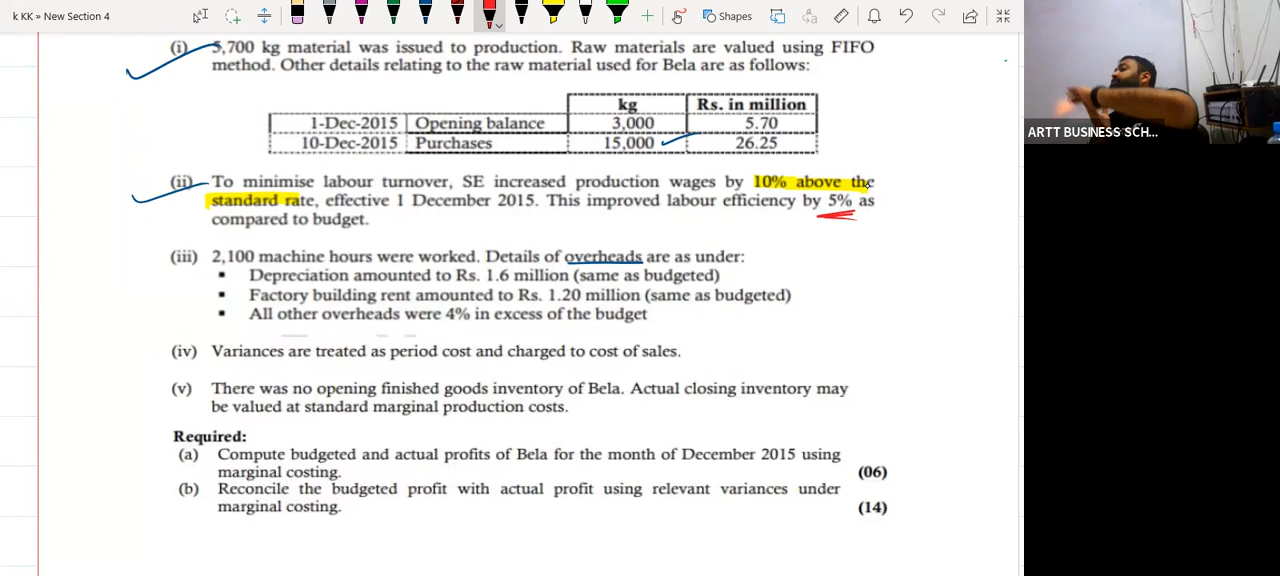 k KK » New Section 4
Shapes
(i) 5,700 kg material was issued to production. Raw materials are valued using FIFO
method. Other details relating to the raw material used for Bela are as follows:
kg Rs. in million
1-Dec-2015 Opening balance 3,000 5.70
10-Dec-2015 Purchases 15,000 26.25
(ii) To minimise labour turnover, SE increased production wages by 10% above the
standard rate, effective 1 December 2015. This improved labour efficiency by 5% as
compared to budget.
(iii) 2,100 machine hours were worked. Details of overheads are as under:
▪ Depreciation amounted to Rs. 1.6 million (same as budgeted)
▪ Factory building rent amounted to Rs. 1.20 million (same as budgeted)
▪ All other overheads were 4% in excess of the budget
(iv) Variances are treated as period cost and charged to cost of sales.
(v) There was no opening finished goods inventory of Bela. Actual closing inventory may
be valued at standard marginal production costs.
Required:
(a) Compute budgeted and actual profits of Bela for the month of December 2015 using
marginal costing. (06)
(b) Reconcile the budgeted profit with actual profit using relevant variances under
marginal costing. (14)
ARTT BUSINESS SCH...